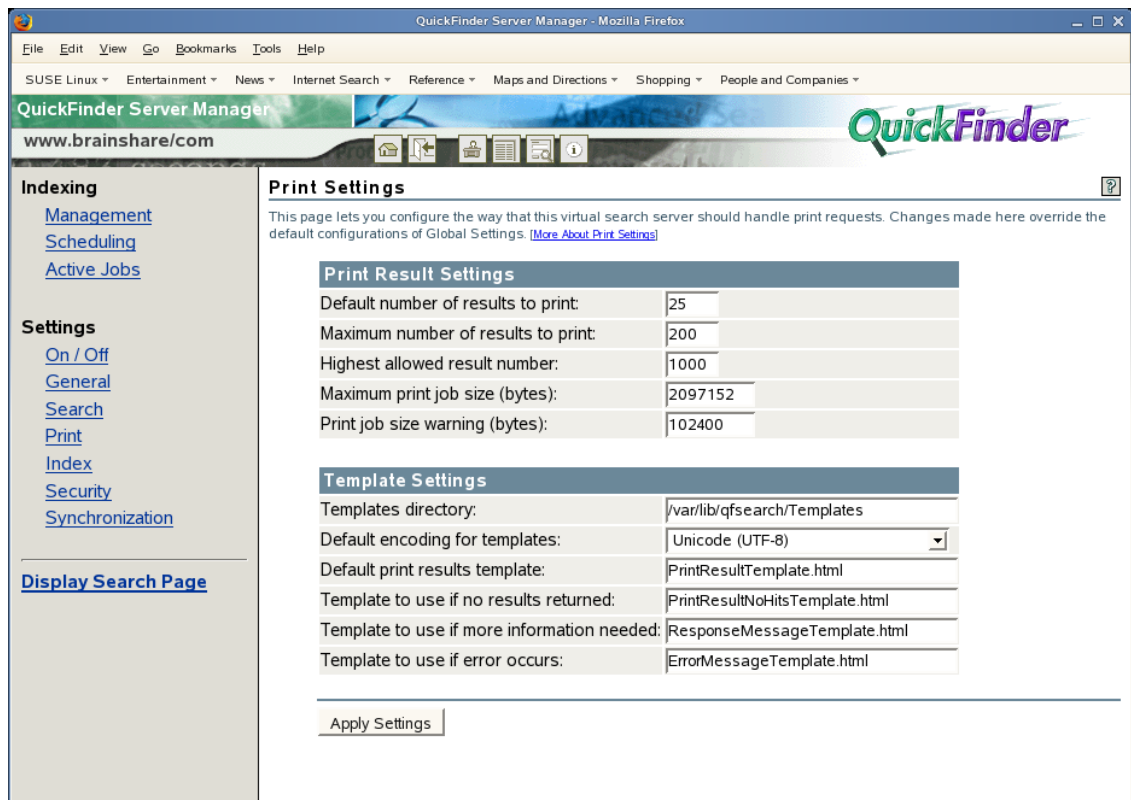 QuickFinder Server Manager - Mozilla Firefox
File Edit View Go Bookmarks Tools Help
SUSE Linux Entertainment News Internet Search Reference Maps and Directions Shopping People and Companies
QuickFinder Server Manager
Advanced Sea
QuickFinder
www.brainshare/com
Indexing
Management
Scheduling
Active Jobs
Settings
On / Off
General
Search
Print
Index
Security
Synchronization
Display Search Page
Print Settings
?
This page lets you configure the way that this virtual search server should handle print requests. Changes made here override the
default configurations of Global Settings. [More About Print Settings]
Print Result Settings
Default number of results to print: 25
Maximum number of results to print: 200
Highest allowed result number: 1000
Maximum print job size (bytes): 2097152
Print job size warning (bytes): 102400
Template Settings
Templates directory: /var/lib/qfsearch/Templates
Default encoding for templates: Unicode (UTF-8)
Default print results template: PrintResultTemplate.html
Template to use if no results returned: PrintResultNoHitsTemplate.html
Template to use if more information needed: ResponseMessageTemplate.html
Template to use if error occurs: ErrorMessageTemplate.html
Apply Settings